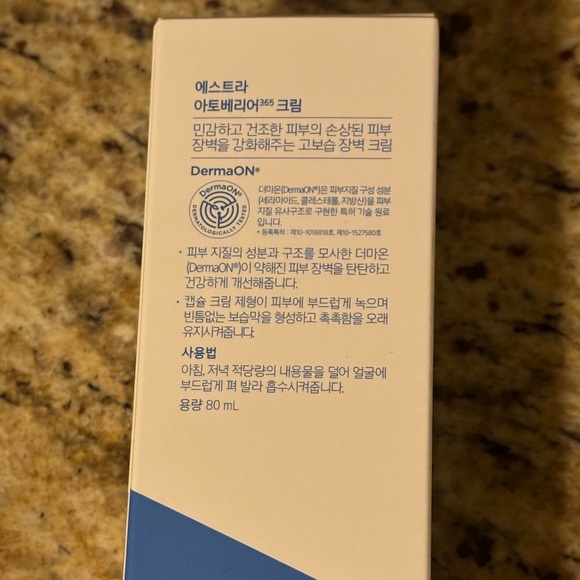 에스트라
아토베리어³⁶⁵ 크림
민감하고 건조한 피부의 손상된 피부
장벽을 강화해주는 고보습 장벽 크림
DermaON®
DermaON®
DERMATOLOGICALLY TESTED
더마온(DermaON®)은 피부지질 구성 성분
(세라마이드, 콜레스테롤, 지방산)을 피부
지질 유사구조로 구현한 특허 기술 원료
입니다.
* 등록특허 : 제10-1018818호, 제10-1527580호
· 피부 지질의 성분과 구조를 모사한 더마온
(DermaON®)이 약해진 피부 장벽을 탄탄하고
건강하게 개선해줍니다.
· 캡슐 크림 제형이 피부에 부드럽게 녹으며
빈틈없는 보습막을 형성하고 촉촉함을 오래
유지시켜줍니다.
사용법
아침, 저녁 적당량의 내용물을 덜어 얼굴에
부드럽게 펴 발라 흡수시켜줍니다.
용량 80 mL